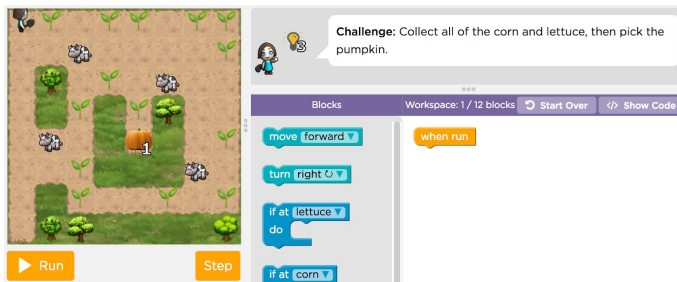 3
Challenge: Collect all of the corn and lettuce, then pick the
pumpkin.
Blocks
Workspace: 1 / 12 blocks
Start Over
</> Show Code
move forward ▼
when run
turn right ↻ ▼
if at lettuce ▼
do
if at corn ▼
1
Run
Step